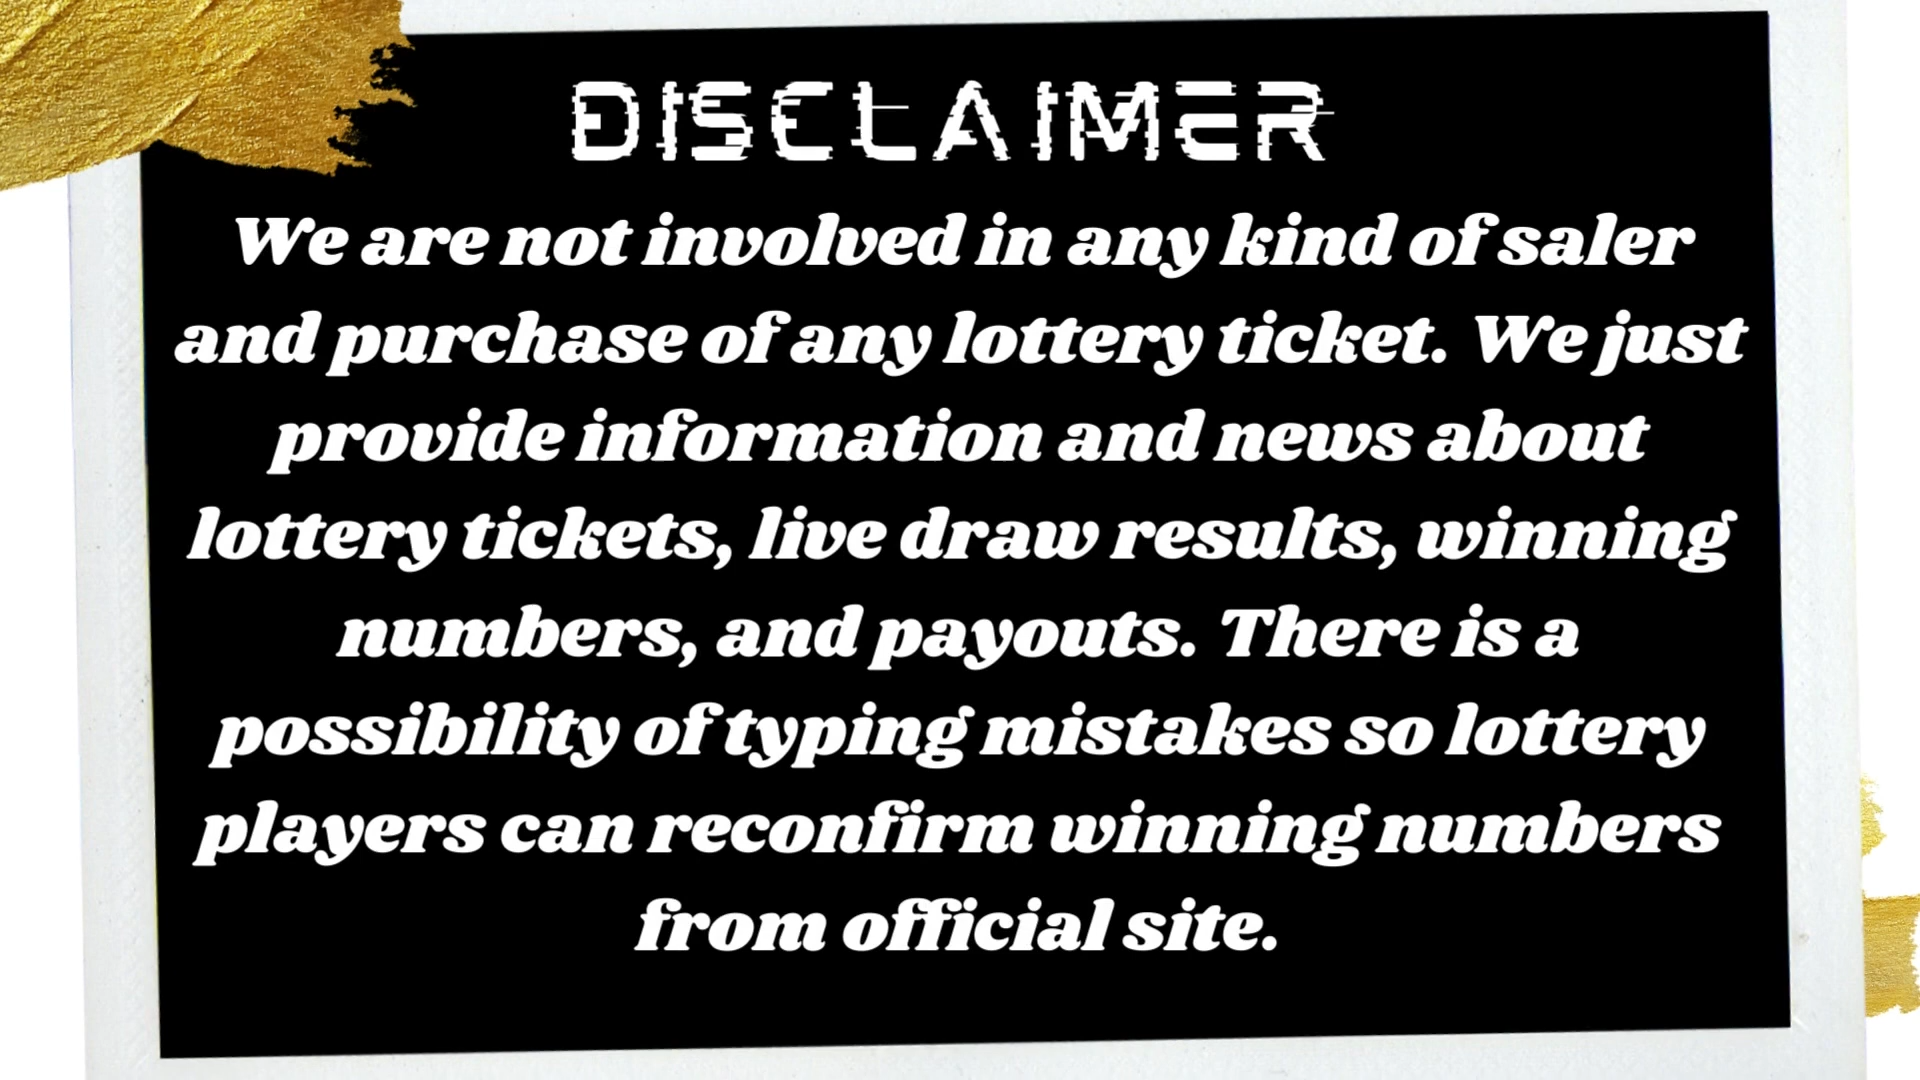 DISCLAIMER
We are not involved in any kind of saler
and purchase of any lottery ticket. We just
provide information and news about
lottery tickets, live draw results, winning
numbers, and payouts. There is a
possibility of typing mistakes so lottery
players can reconfirm winning numbers
from official site.